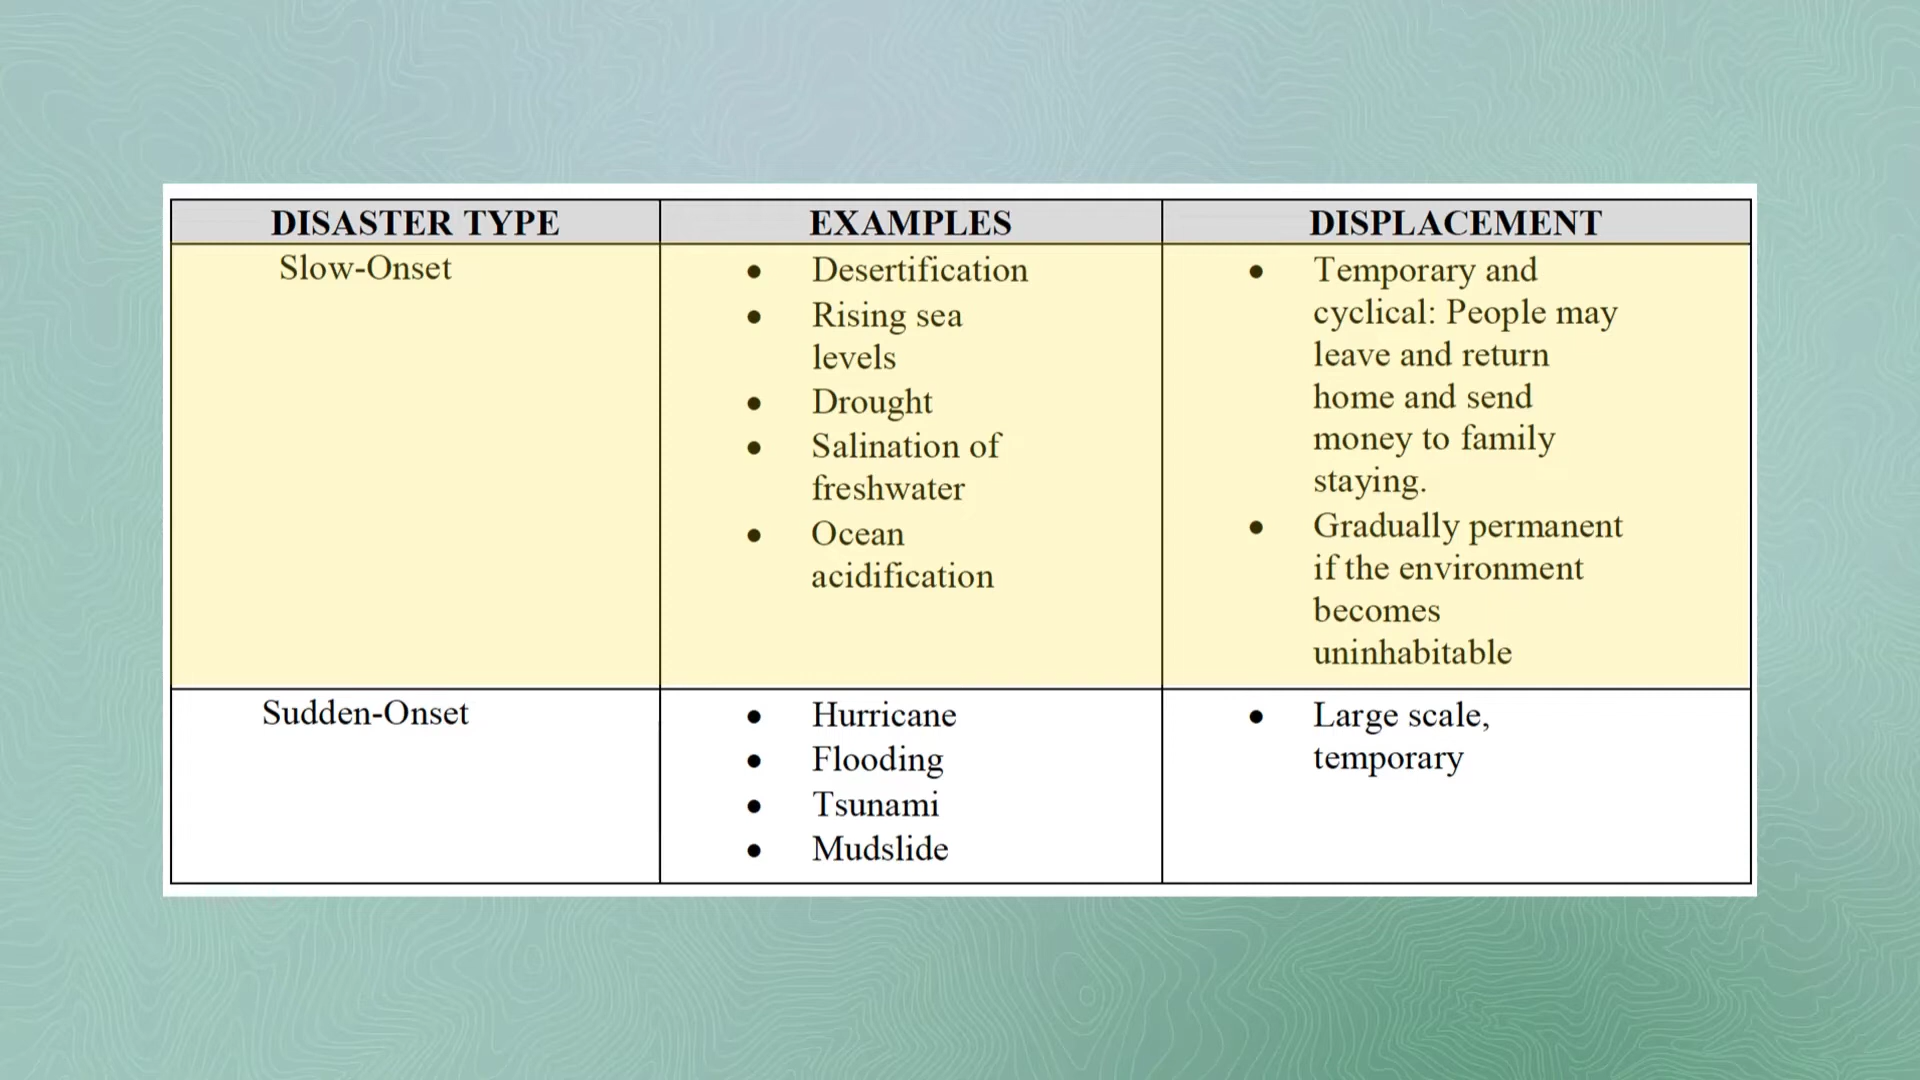 DISASTER TYPE
EXAMPLES
DISPLACEMENT
Slow-Onset
• Desertification
• Rising sea
levels
• Drought
• Salination of
freshwater
• Ocean
acidification
• Temporary and
cyclical: People may
leave and return
home and send
money to family
staying.
• Gradually permanent
if the environment
becomes
uninhabitable
Sudden-Onset
• Hurricane
• Flooding
• Tsunami
• Mudslide
• Large scale,
temporary